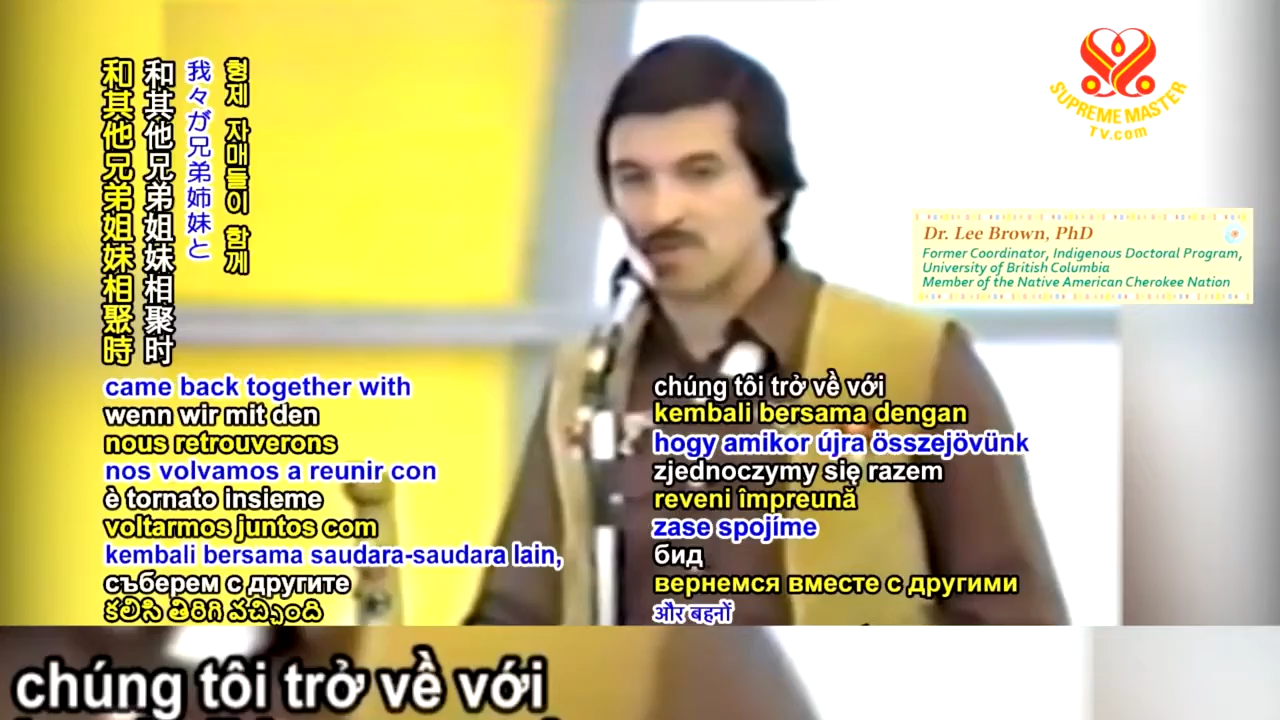 和其他兄弟姐妹相聚時
和其他兄弟姐妹相聚时
我々が兄弟姉妹と
형제 자매들이 함께
SUPREME MASTER
TV.com
Dr. Lee Brown, PhD
Former Coordinator, Indigenous Doctoral Program,
University of British Columbia
Member of the Native American Cherokee Nation
came back together with
wenn wir mit den
nous retrouverons
nos volvamos a reunir con
è tornato insieme
voltarmos juntos com
kembali bersama saudara-saudara lain,
съберем с другите
కలిసి తిరిగి వచ్చింది
chúng tôi trở về với
kembali bersama dengan
hogy amikor újra összejövünk
zjednoczymy się razem
reveni împreună
zase spojíme
бид
вернемся вместе с другими
और बहनों
chúng tôi trở về với